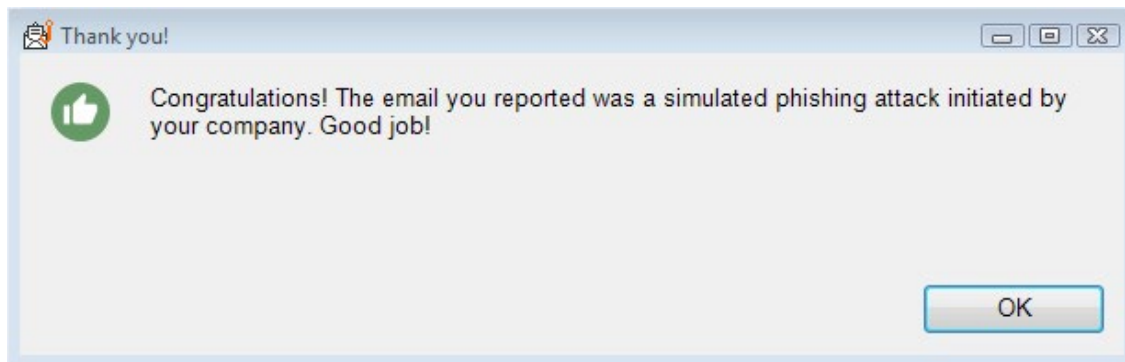 Thank you!
Congratulations! The email you reported was a simulated phishing attack initiated by
your company. Good job!
OK